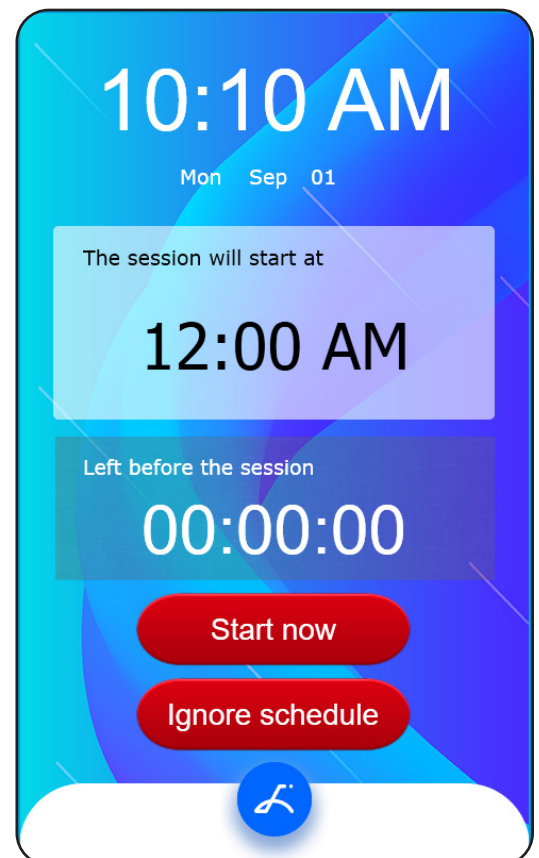 10:10 AM
Mon Sep 01
The session will start at
12:00 AM
Left before the session
00:00:00
Start now
Ignore schedule